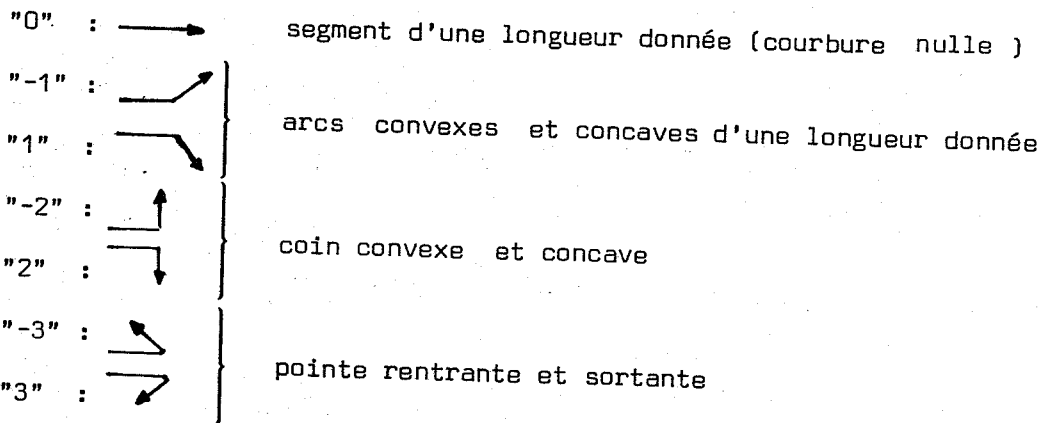 "0" : segment d'une longueur donnée (courbure nulle )
"-1" :
arcs convexes et concaves d'une longueur donnée
"1" :
"-2" :
coin convexe et concave
"2" :
"-3" :
pointe rentrante et sortante
"3" :